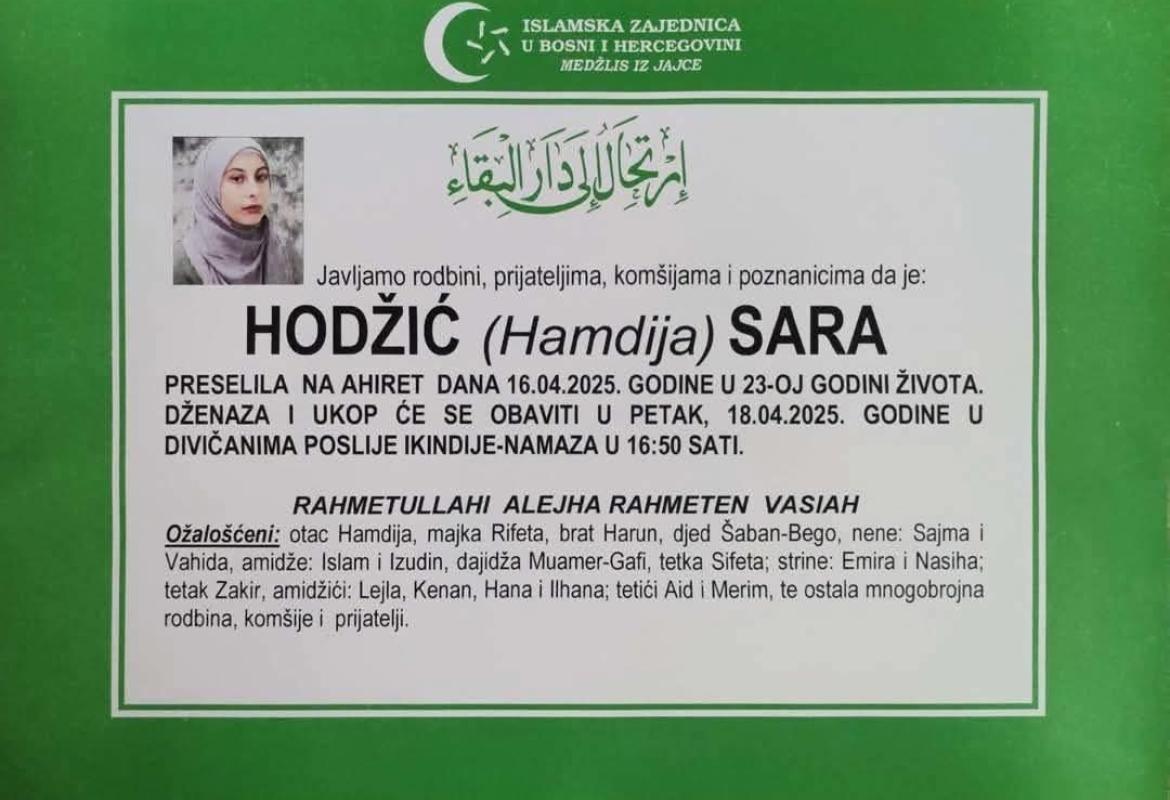 ISLAMSKA ZAJEDNICA
U BOSNI I HERCEGOVINI
MEDŽLIS IZ JAJCE
إِرْتِحَالٌ إِلَى دَارِ الْبَقَاءِ
Javljamo rodbini, prijateljima, komšijama i poznanicima da je:
HODŽIĆ (Hamdija) SARA
PRESELILA NA AHIRET DANA 16.04.2025. GODINE U 23-OJ GODINI ŽIVOTA.
DŽENAZA I UKOP ĆE SE OBAVITI U PETAK, 18.04.2025. GODINE U
DIVIČANIMA POSLIJE IKINDIJE-NAMAZA U 16:50 SATI.
RAHMETULLAHI ALEJHA RAHMETEN VASIAH
Ožalošćeni: otac Hamdija, majka Rifeta, brat Harun, djed Šaban-Bego, nene: Sajma i
Vahida, amidže: Islam i Izudin, dajidža Muamer-Gafi, tetka Sifeta; strine: Emira i Nasiha;
tetak Zakir, amidžići: Lejla, Kenan, Hana i Ilhana; tetići Aid i Merim, te ostala mnogobrojna
rodbina, komšije i prijatelji.